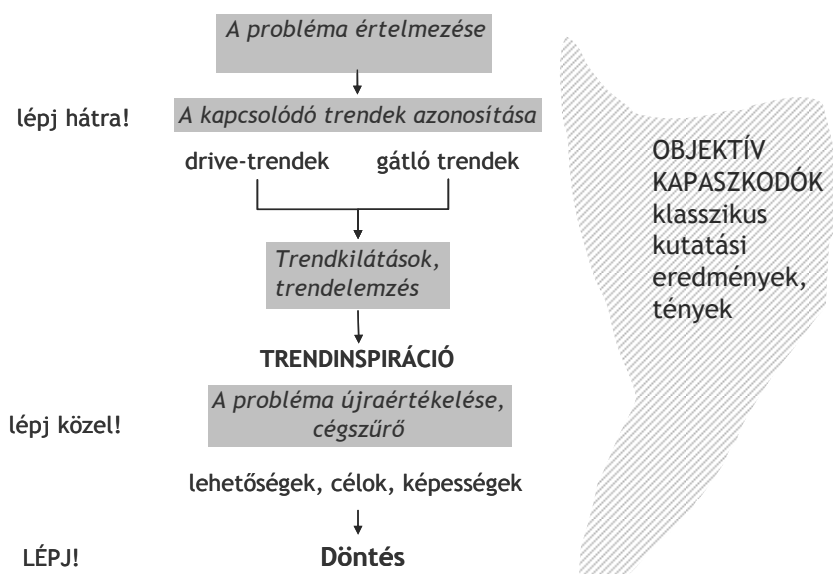 A probléma értelmezése
lépj hátra!
A kapcsolódó trendek azonosítása
drive-trendek
gátló trendek
OBJEKTÍV
KAPASZKODÓK
klasszikus
kutatási
eredmények,
tények
Trendkilátások,
trendelemzés
TRENDINSPIRÁCIÓ
lépj közel!
A probléma újraértékelése,
cégszűrő
lehetőségek, célok, képességek
LÉPJ!
Döntés